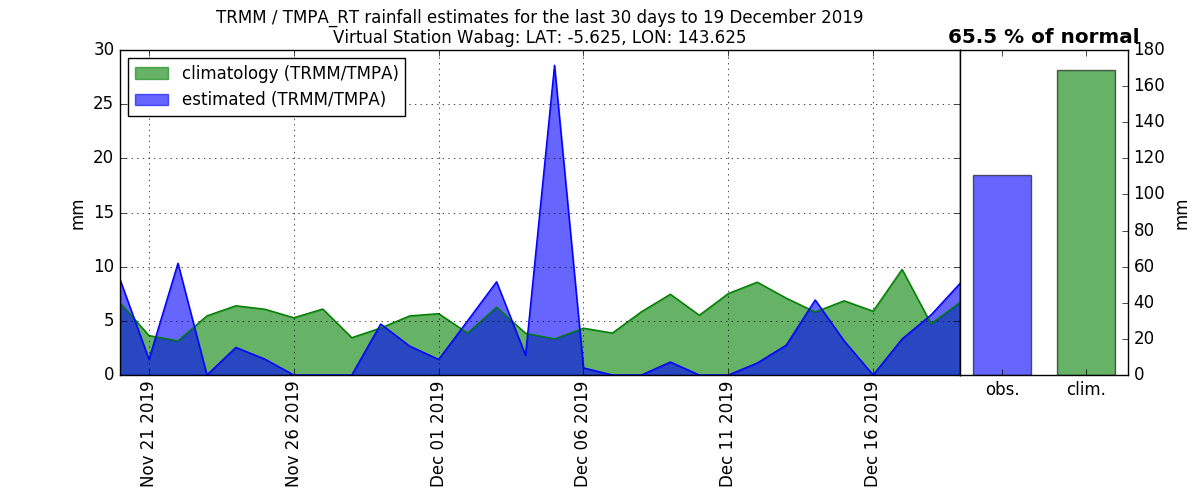 TRMM / TMPA_RT rainfall estimates for the last 30 days to 19 December 2019
Virtual Station Wabag: LAT: -5.625, LON: 143.625
65.5 % of normal
climatology (TRMM/TMPA)
estimated (TRMM/TMPA)
30
25
20
15
10
5
0
mm
Nov 21 2019
Nov 26 2019
Dec 01 2019
Dec 06 2019
Dec 11 2019
Dec 16 2019
180
160
140
120
100
80
60
40
20
0
mm
obs.
clim.